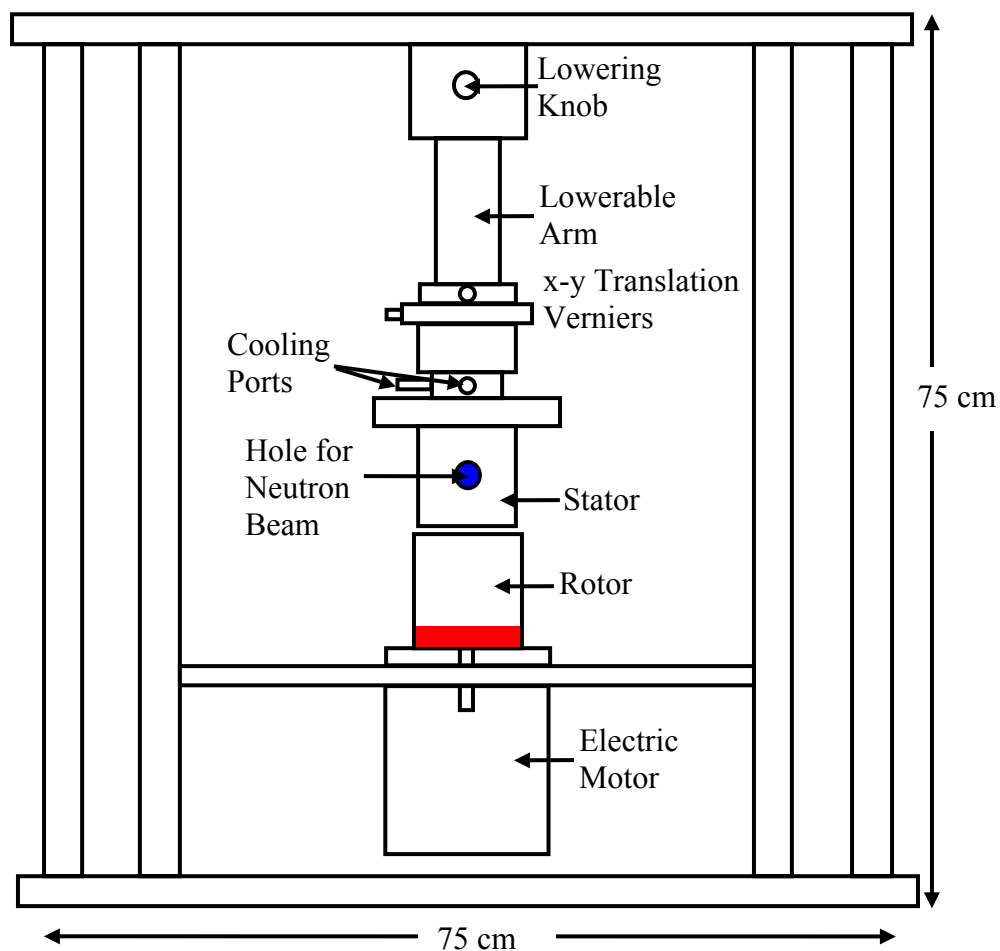 Lowering
Knob
Lowerable
Arm
x-y Translation
Verniers
Cooling
Ports
75 cm
Hole for
Neutron
Beam
Stator
Rotor
Electric
Motor
75 cm